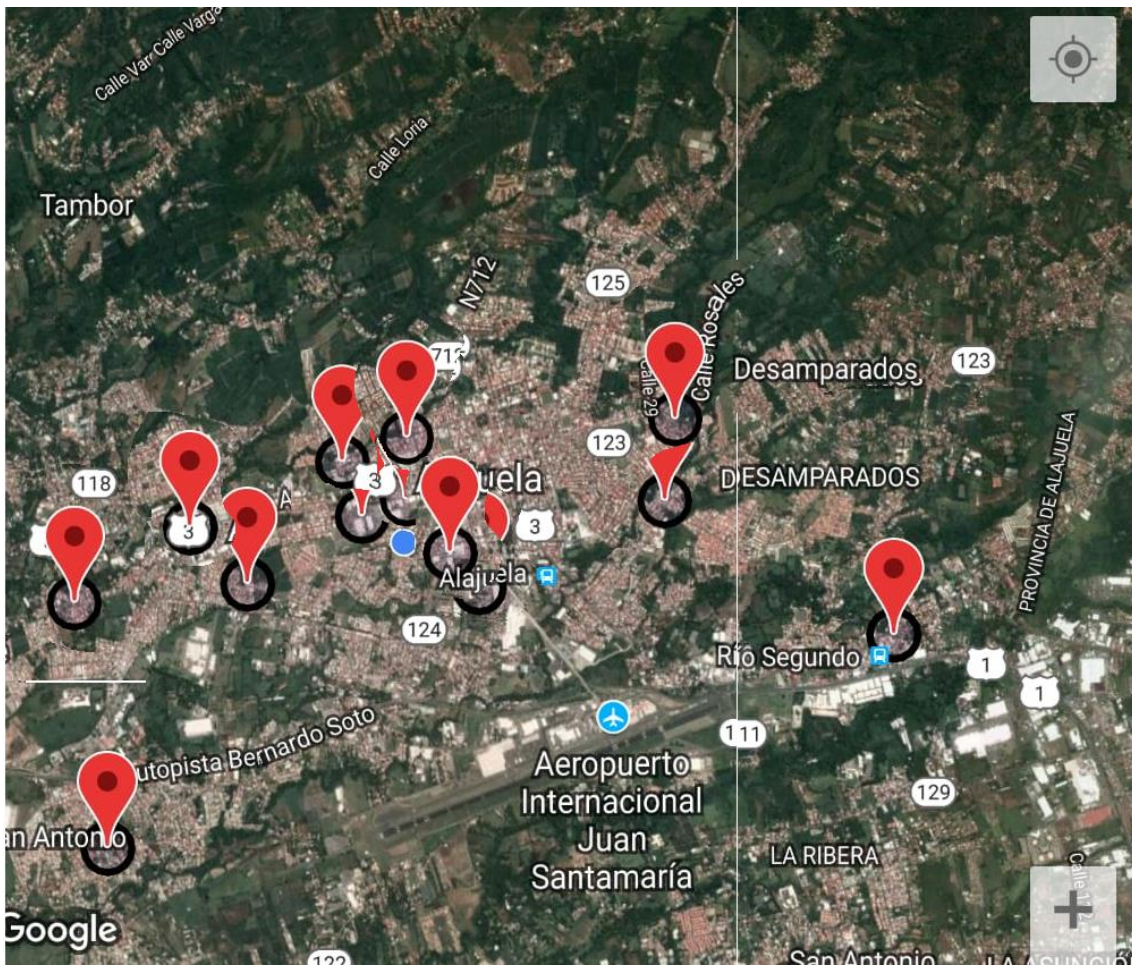 Calle Var Calle Varga
Calle Loria
Tambor
N712
125
Calle Rosales
712
Calle 29
Desamparados
123
123
118
3
DESAMPARADOS
PROVINCIA DE ALAJUELA
3
3
A
Alajuela
124
Río Segundo
1
1
111
Autopista Bernardo Soto
Aeropuerto
Internacional
Juan
Santamaría
129
an Antonio
LA RIBERA
Google
122
San Antonio